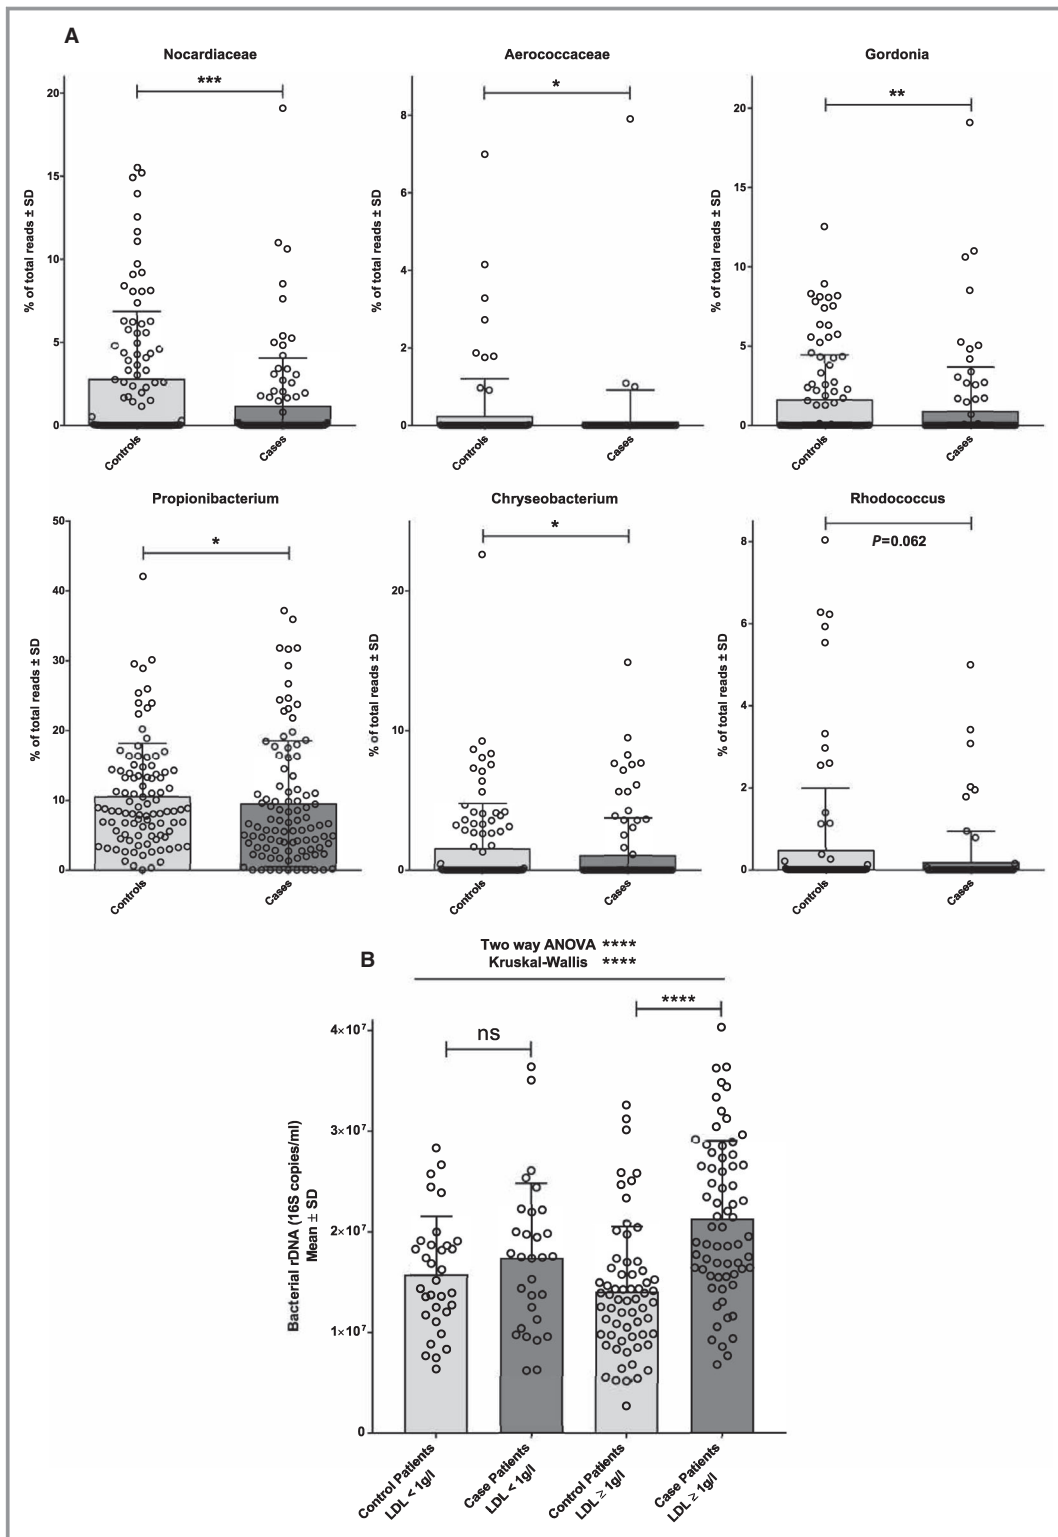 A
Nocardiaceae
Aerococcaceae
Gordonia
% of total reads ± SD
20
15
10
5
0
***
Controls
Cases
% of total reads ± SD
8
6
4
2
0
*
Controls
Cases
% of total reads ± SD
20
15
10
5
0
**
Controls
Cases
Propionibacterium
Chryseobacterium
Rhodococcus
% of total reads ± SD
50
40
30
20
10
0
*
Controls
Cases
% of total reads ± SD
20
10
0
*
Controls
Cases
% of total reads ± SD
8
6
4
2
0
P=0.062
Controls
Cases
B
Two way ANOVA ****
Kruskal-Wallis ****
ns
****
Bacterial rDNA (16S copies/ml)
Mean ± SD
4×10⁷
3×10⁷
2×10⁷
1×10⁷
0
Control Patients
LDL < 1g/l
Case Patients
LDL < 1g/l
Control Patients
LDL ≥ 1g/l
Case Patients
LDL ≥ 1g/l